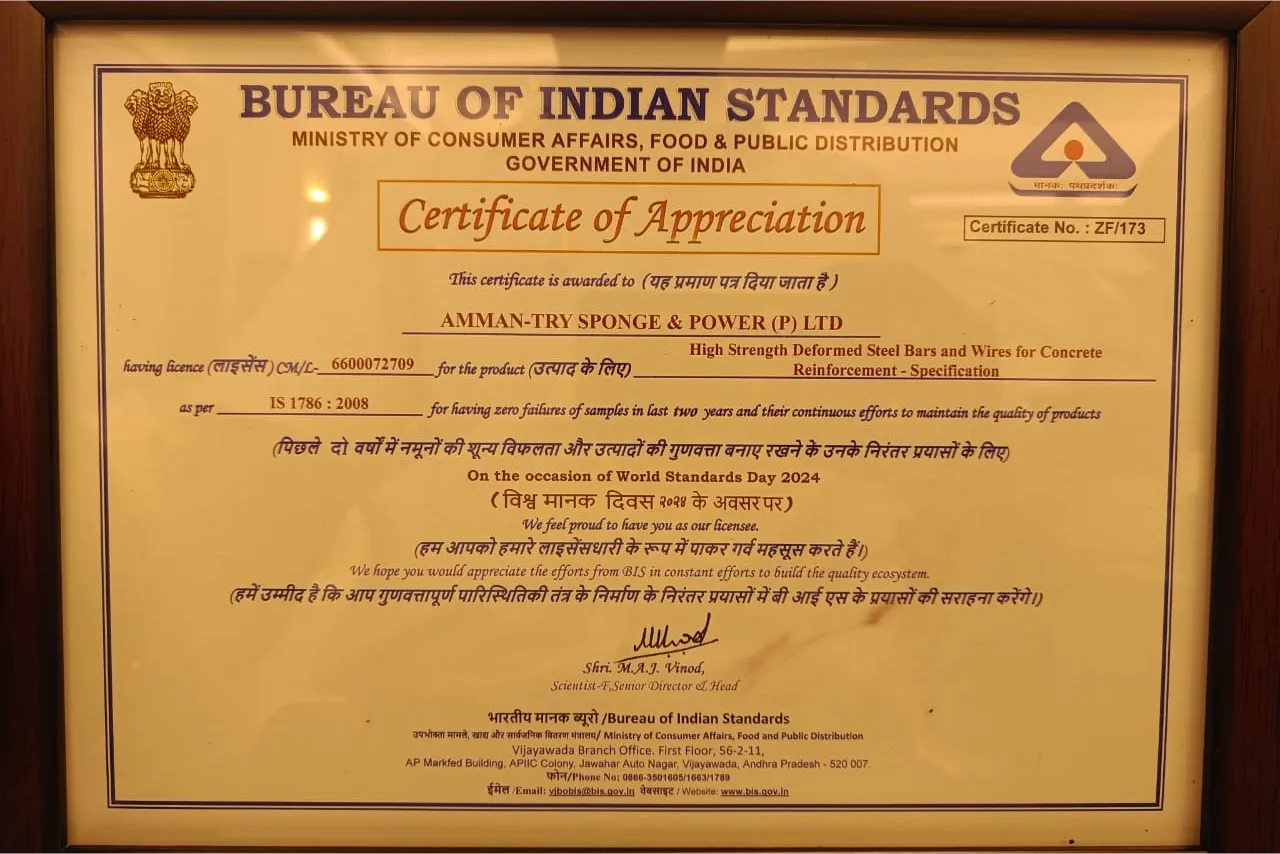 BUREAU OF INDIAN STANDARDS
MINISTRY OF CONSUMER AFFAIRS, FOOD & PUBLIC DISTRIBUTION
GOVERNMENT OF INDIA
मानकः पथप्रदर्शकः
Certificate of Appreciation
Certificate No. : ZF/173
This certificate is awarded to (यह प्रमाण पत्र दिया जाता है )
AMMAN-TRY SPONGE & POWER (P) LTD
High Strength Deformed Steel Bars and Wires for Concrete
having licence (लाइसेंस ) CM/L- 6600072709 for the product (उत्पाद के लिए) Reinforcement - Specification
as per IS 1786 : 2008 for having zero failures of samples in last two years and their continuous efforts to maintain the quality of products
(पिछले दो वर्षों में नमूनों की शून्य विफलता और उत्पादों की गुणवत्ता बनाए रखने के उनके निरंतर प्रयासों के लिए)
On the occasion of World Standards Day 2024
(विश्व मानक दिवस २०२४ के अवसर पर)
We feel proud to have you as our licensee.
(हम आपको हमारे लाइसेंसधारी के रूप में पाकर गर्व महसूस करते हैं।)
We hope you would appreciate the efforts from BIS in constant efforts to build the quality ecosystem.
(हमें उम्मीद है कि आप गुणवत्तापूर्ण पारिस्थितिकी तंत्र के निर्माण के निरंतर प्रयासों में बी आई एस के प्रयासों की सराहना करेंगे।)
Shri. M.A.J. Vinod,
Scientist-F,Senior Director & Head
भारतीय मानक ब्यूरो /Bureau of Indian Standards
उपभोक्ता मामले, खाद्य और सार्वजनिक वितरण मंत्रालय/ Ministry of Consumer Affairs, Food and Public Distribution
Vijayawada Branch Office. First Floor, 56-2-11,
AP Markfed Building, APIIC Colony, Jawahar Auto Nagar, Vijayawada, Andhra Pradesh - 520 007.
फोन/Phone No: 0866-3501605/1663/1789
ईमेल /Email: vjbobis@bis.gov.in वेबसाइट / Website: www.bis.gov.in